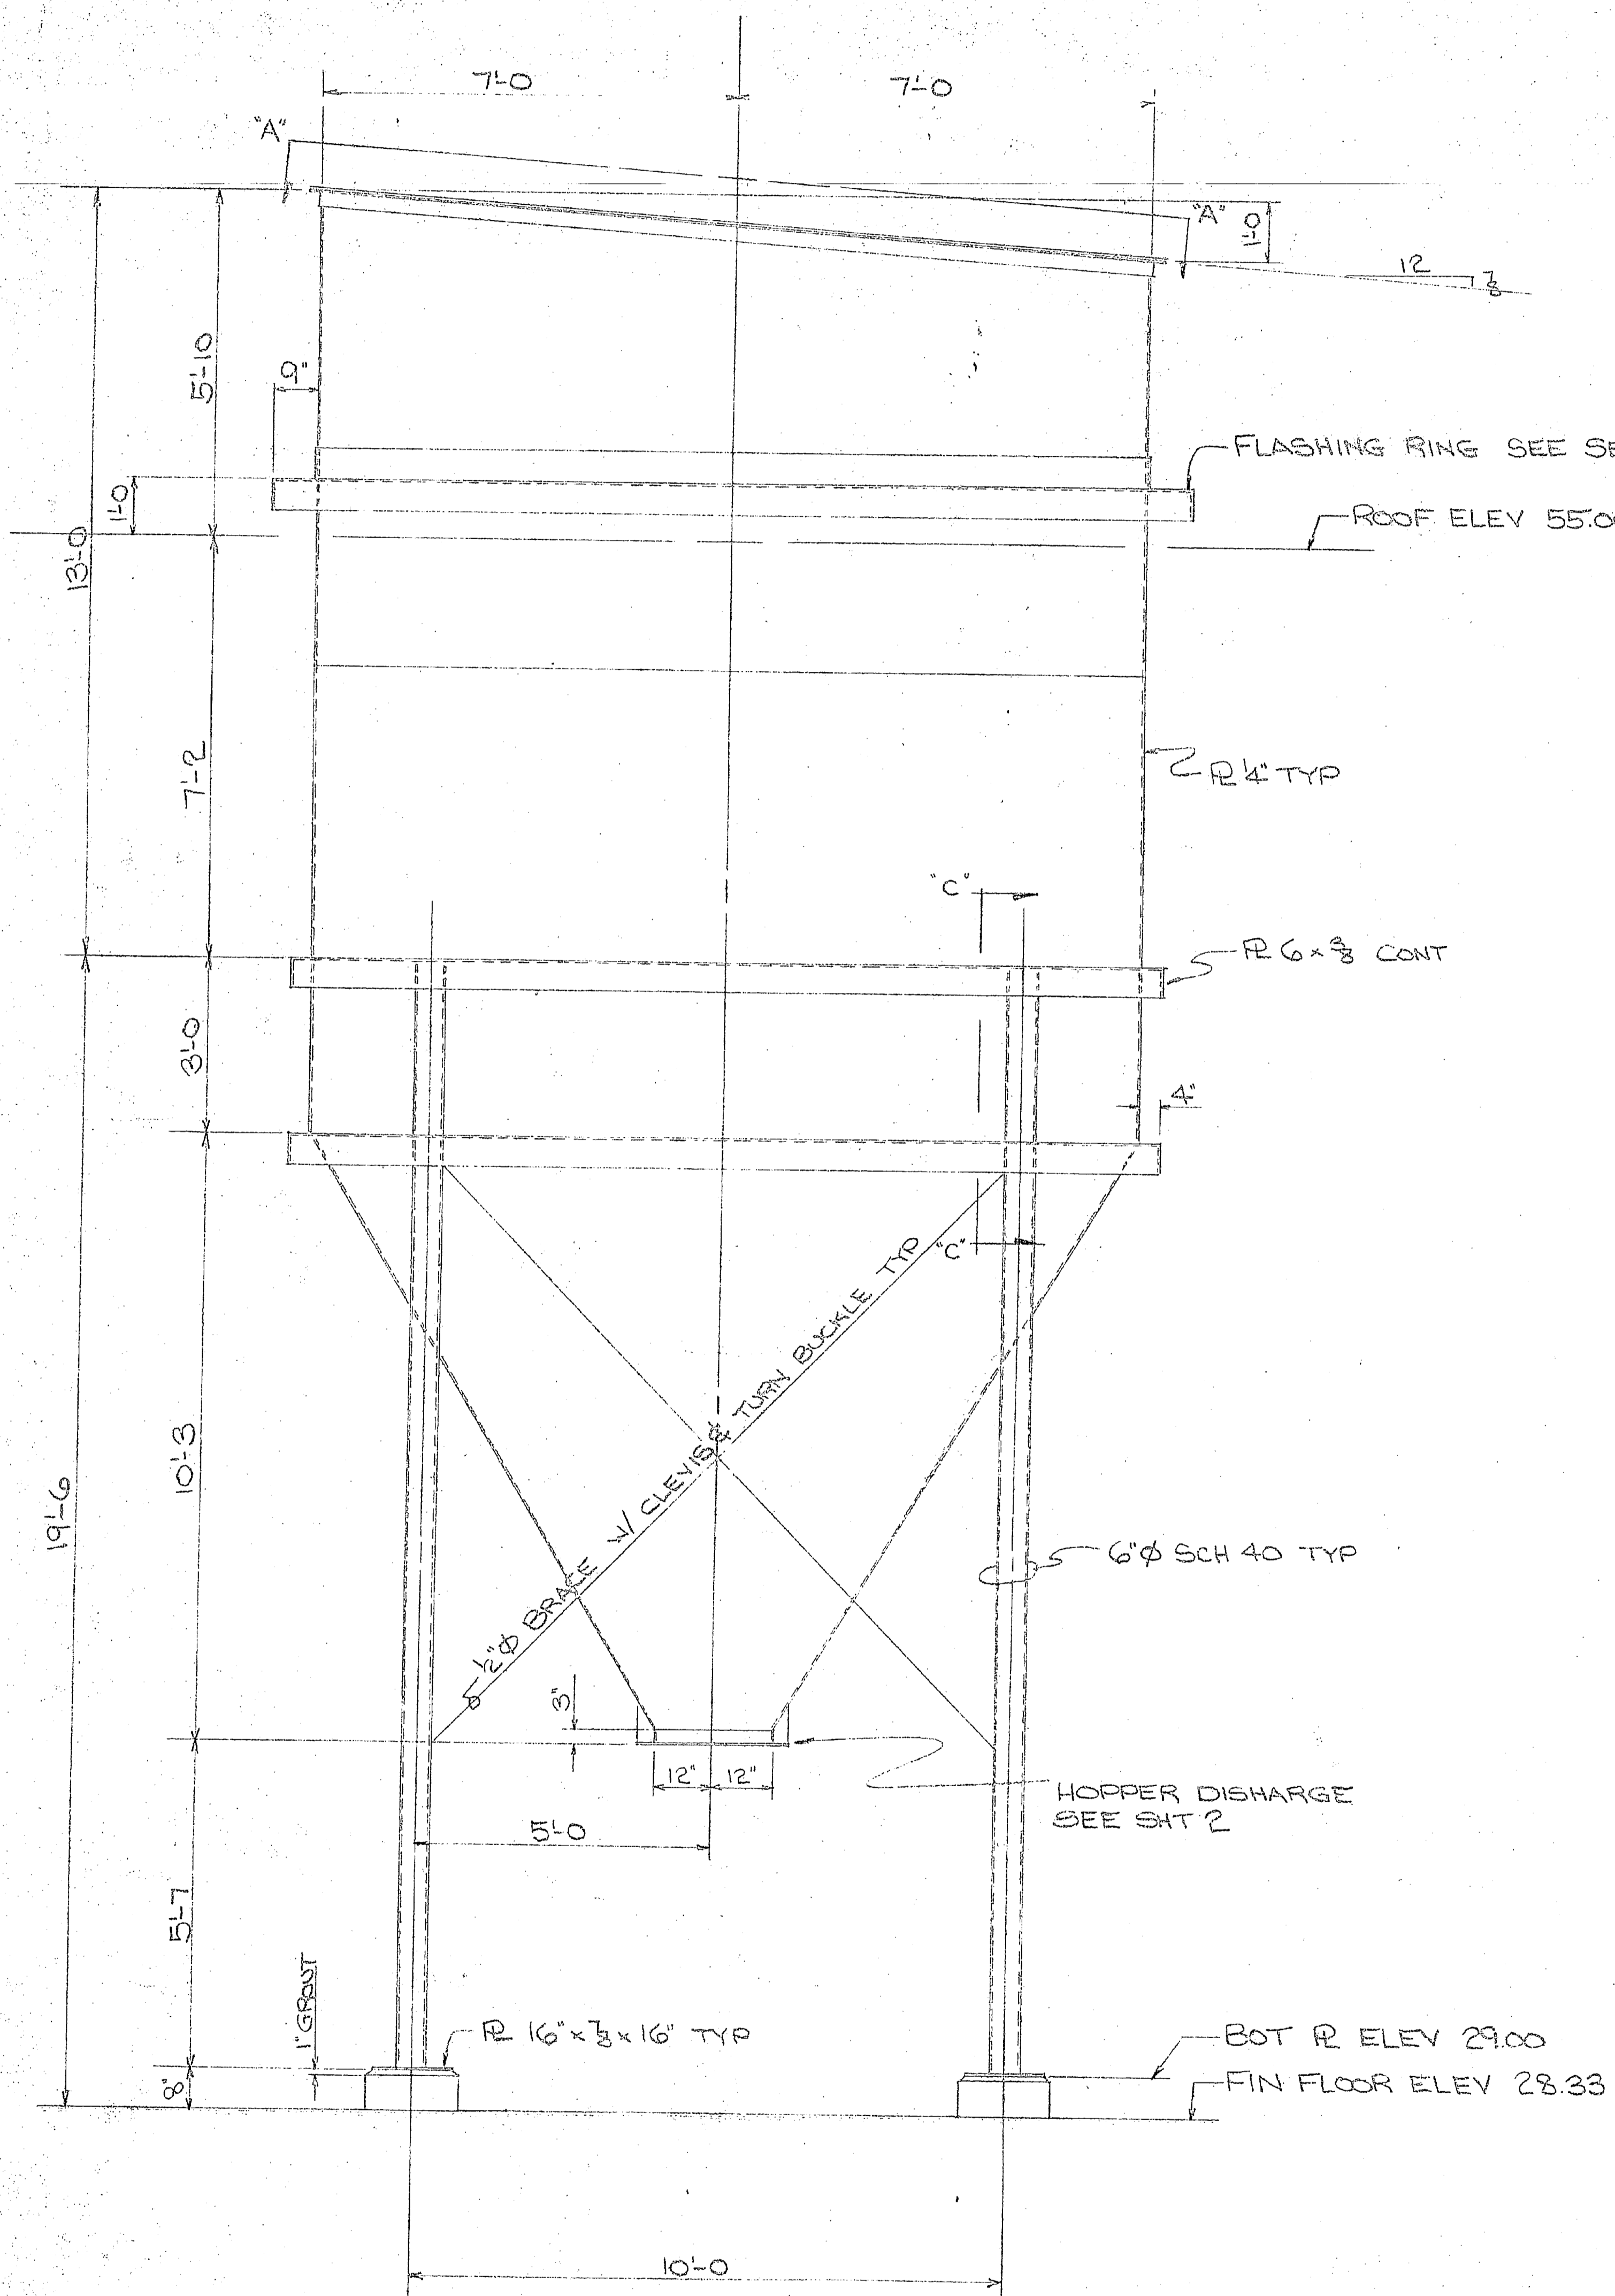 7'-0
7'-0
"A"
"A"
1'-0
12
7/8
5'-10
9"
FLASHING RING SEE
1'-0
ROOF ELEV 55.0
13'-0
7'-2
PL 1/4" TYP
"C"
PL 6 x 3/8 CONT
3'-0
4"
"C"
1/2"Ø BRACE W/ CLEVIS & TURN BUCKLE TYP
10'-3
19'-6
6"Ø SCH 40 TYP
3"
12" 12"
HOPPER DISHARGE
SEE SHT 2
5'-0
5'-7
1" GROUT
PL 16" x 7/8 x 16" TYP
BOT PL ELEV 29.00
8"
FIN FLOOR ELEV 28.33
10'-0